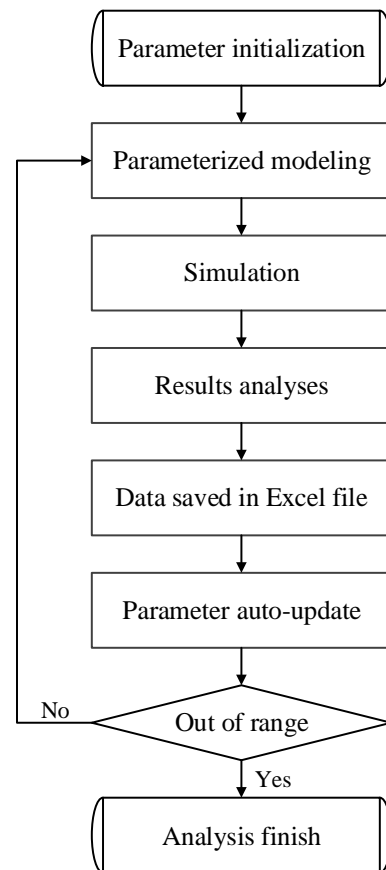 Parameter initialization
Parameterized modeling
Simulation
Results analyses
Data saved in Excel file
Parameter auto-update
Out of range
No
Yes
Analysis finish